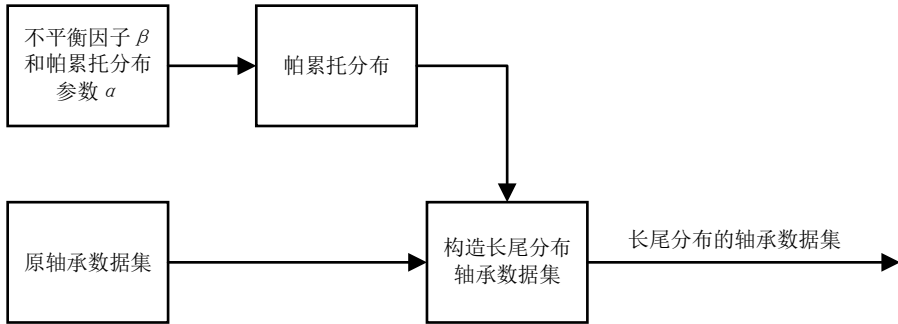 不平衡因子β
和帕累托分布
参数α
帕累托分布
原轴承数据集
构造长尾分布
轴承数据集
长尾分布的轴承数据集